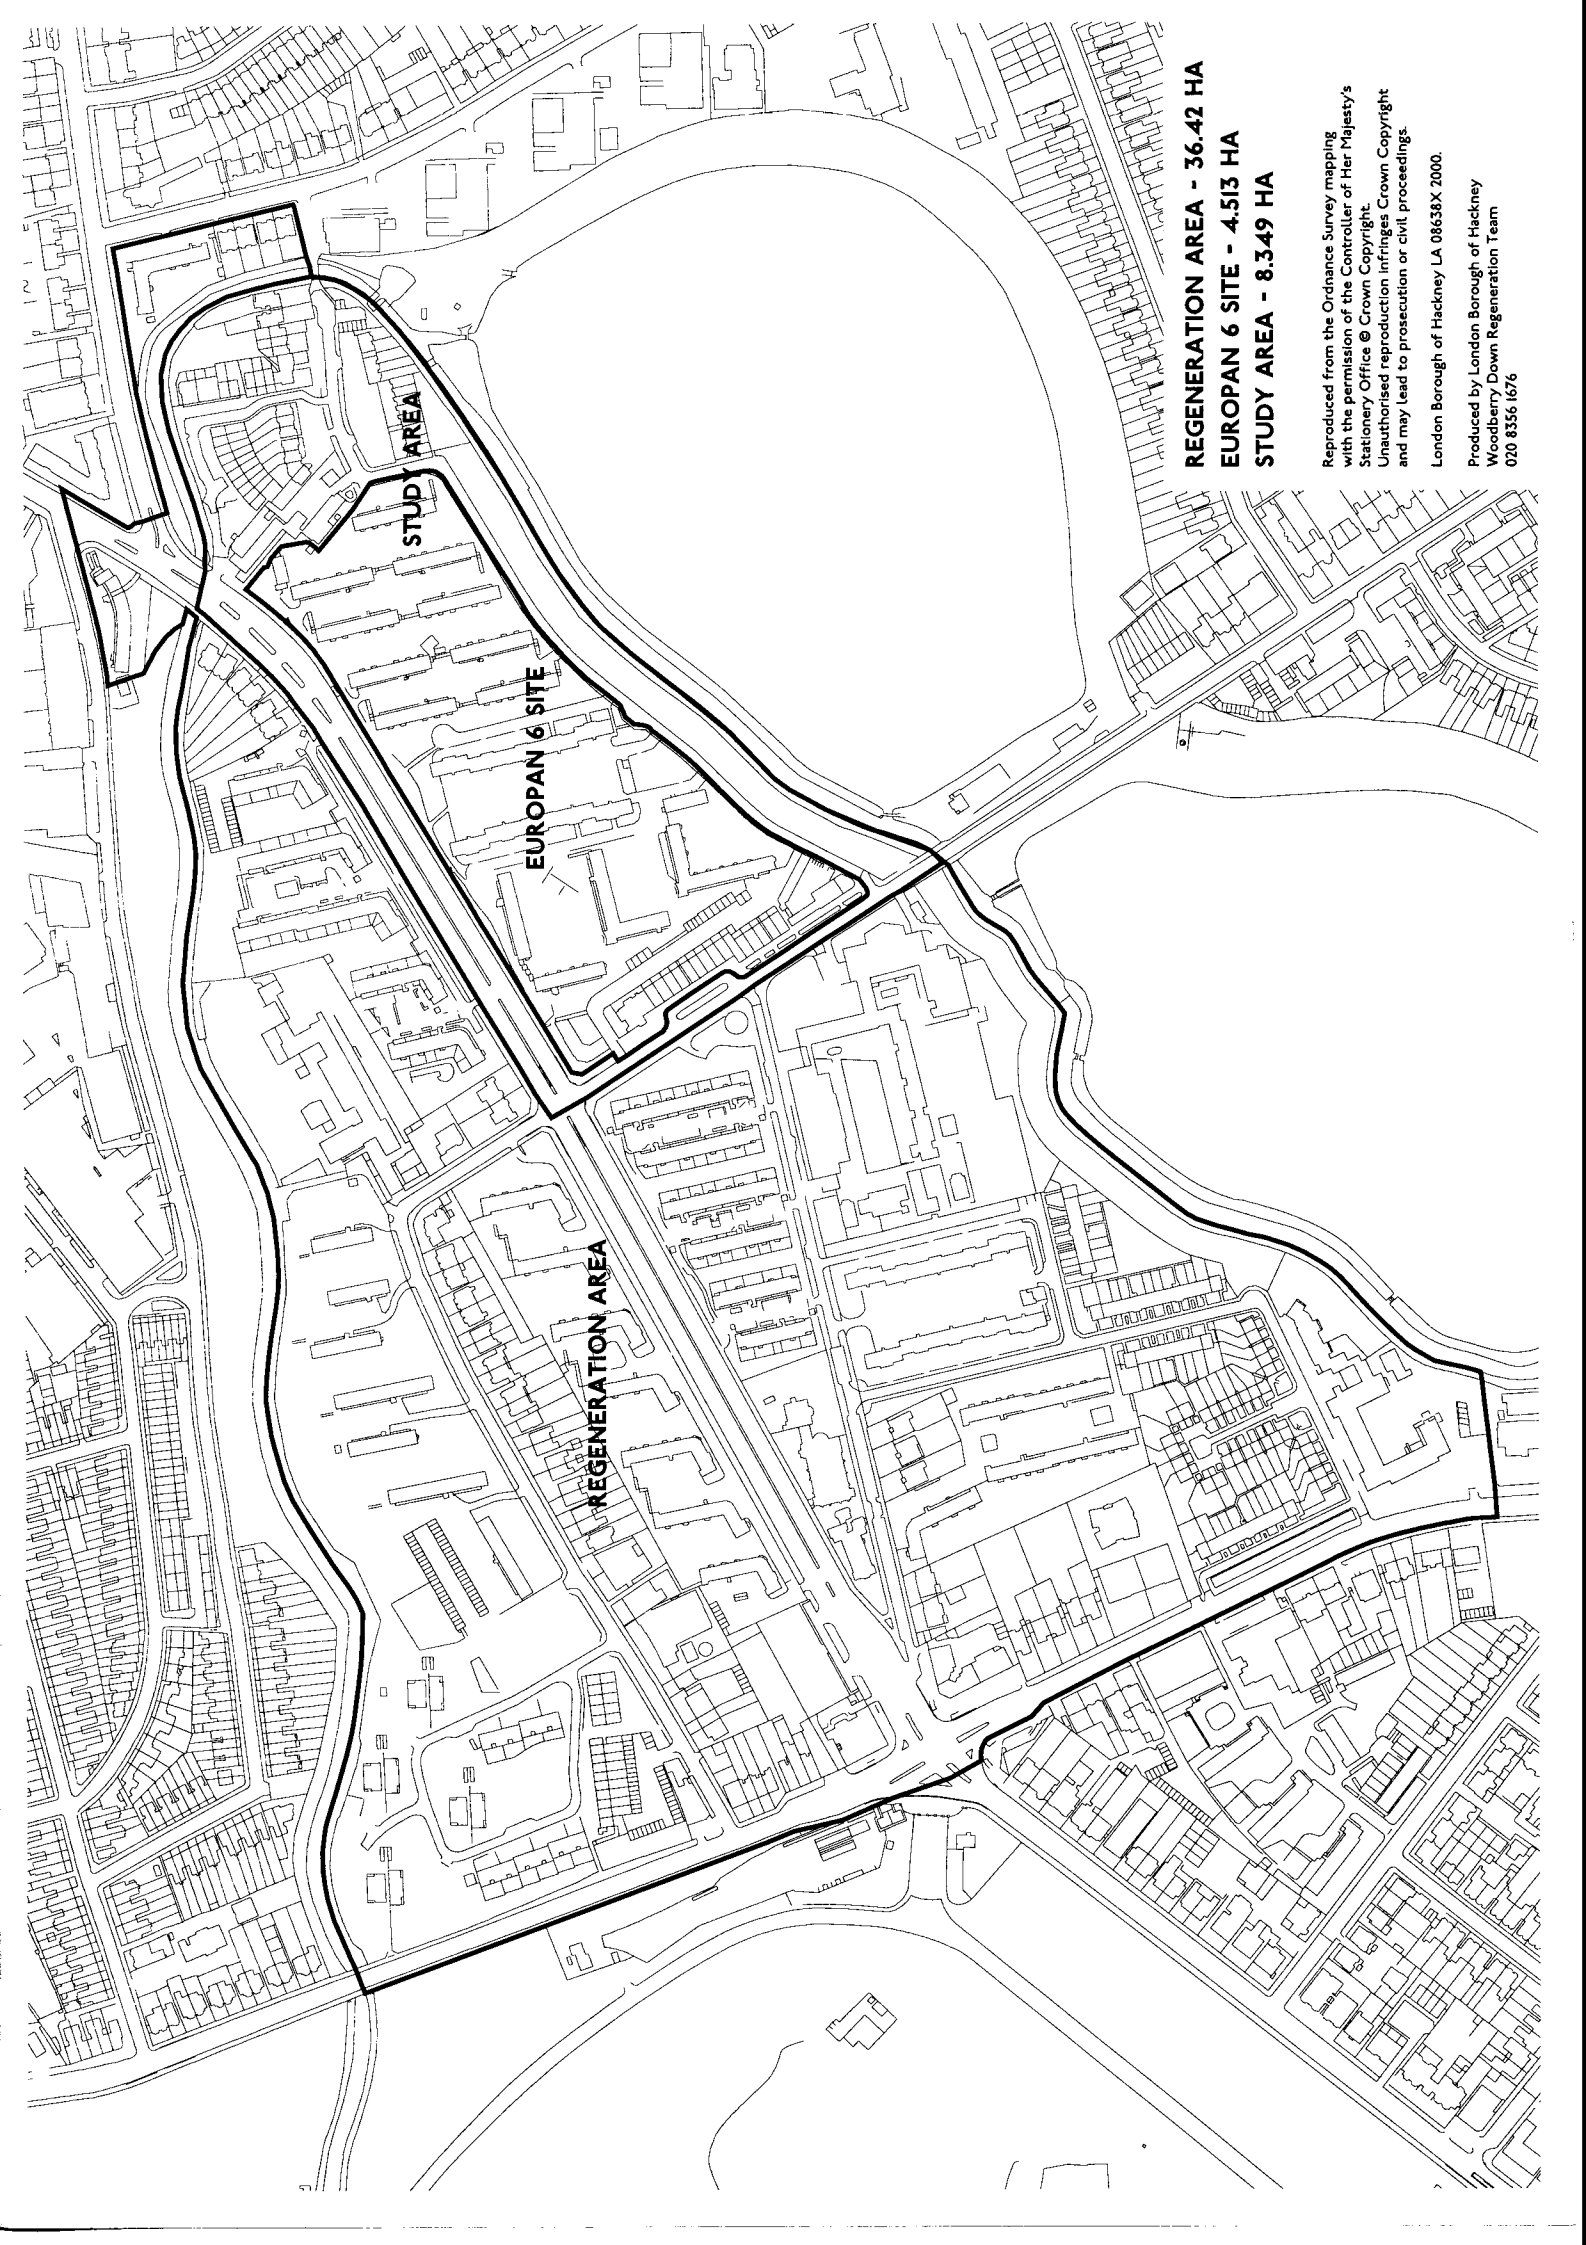 STUDY AREA
EUROPAN 6 SITE
REGENERATION AREA
REGENERATION AREA - 36.42 HA
EUROPAN 6 SITE - 4.513 HA
STUDY AREA - 8.349 HA
Reproduced from the Ordnance Survey mapping
with the permission of the Controller of Her Majesty's
Stationery Office © Crown Copyright.
Unauthorised reproduction infringes Crown Copyright
and may lead to prosecution or civil proceedings.
London Borough of Hackney LA 08638X 2000.
Produced by London Borough of Hackney
Woodberry Down Regeneration Team
020 8356 1676